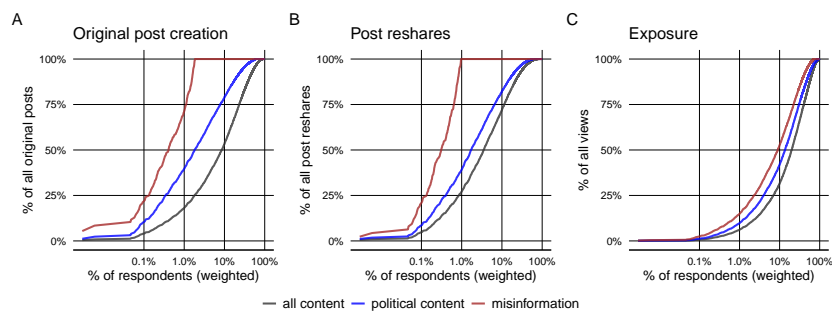 A
Original post creation
100%
75%
50%
25%
0%
% of all original posts
0.1% 1.0% 10% 100%
% of respondents (weighted)
B
Post reshares
100%
75%
50%
25%
0%
% of all post reshares
0.1% 1.0% 10% 100%
% of respondents (weighted)
C
Exposure
100%
75%
50%
25%
0%
% of all views
0.1% 1.0% 10% 100%
% of respondents (weighted)
all content political content misinformation